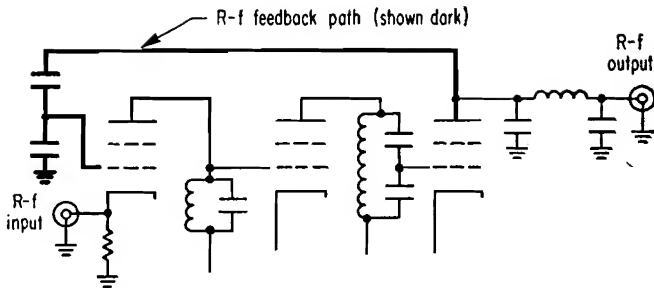 R-f feedback path (shown dark)
R-f
output
R-f
input